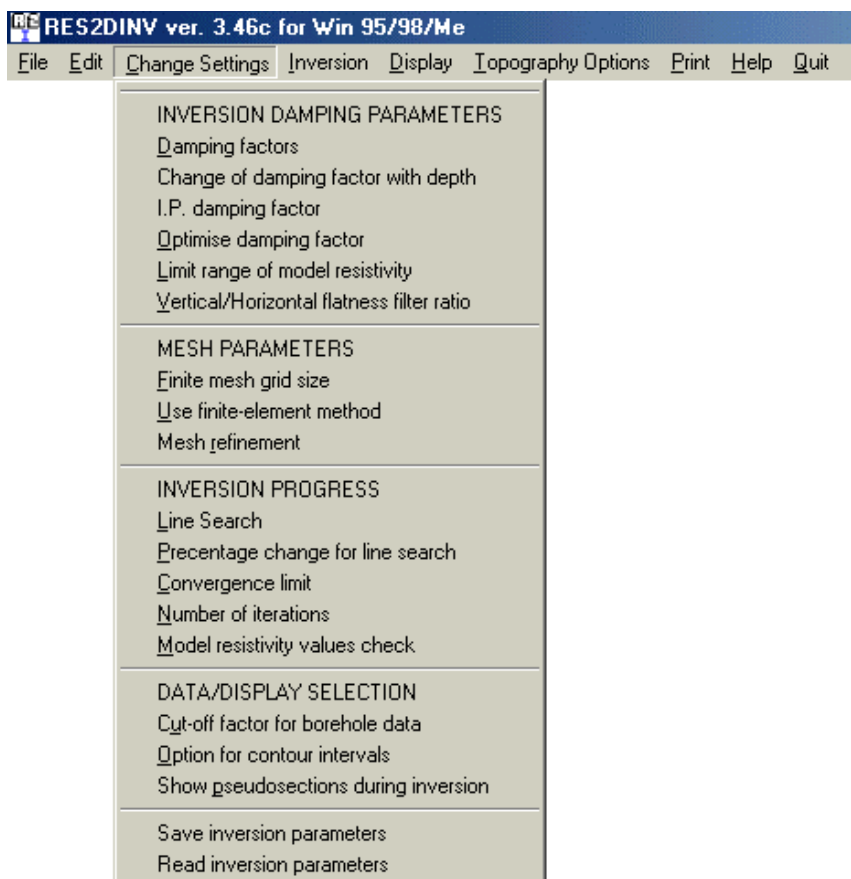 RES2DINV ver. 3.46c for Win 95/98/Me
File Edit Change Settings Inversion Display Topography Options Print Help Quit
INVERSION DAMPING PARAMETERS
Damping factors
Change of damping factor with depth
I.P. damping factor
Optimise damping factor
Limit range of model resistivity
Vertical/Horizontal flatness filter ratio
MESH PARAMETERS
Finite mesh grid size
Use finite-element method
Mesh refinement
INVERSION PROGRESS
Line Search
Precentage change for line search
Convergence limit
Number of iterations
Model resistivity values check
DATA/DISPLAY SELECTION
Cut-off factor for borehole data
Option for contour intervals
Show pseudosections during inversion
Save inversion parameters
Read inversion parameters